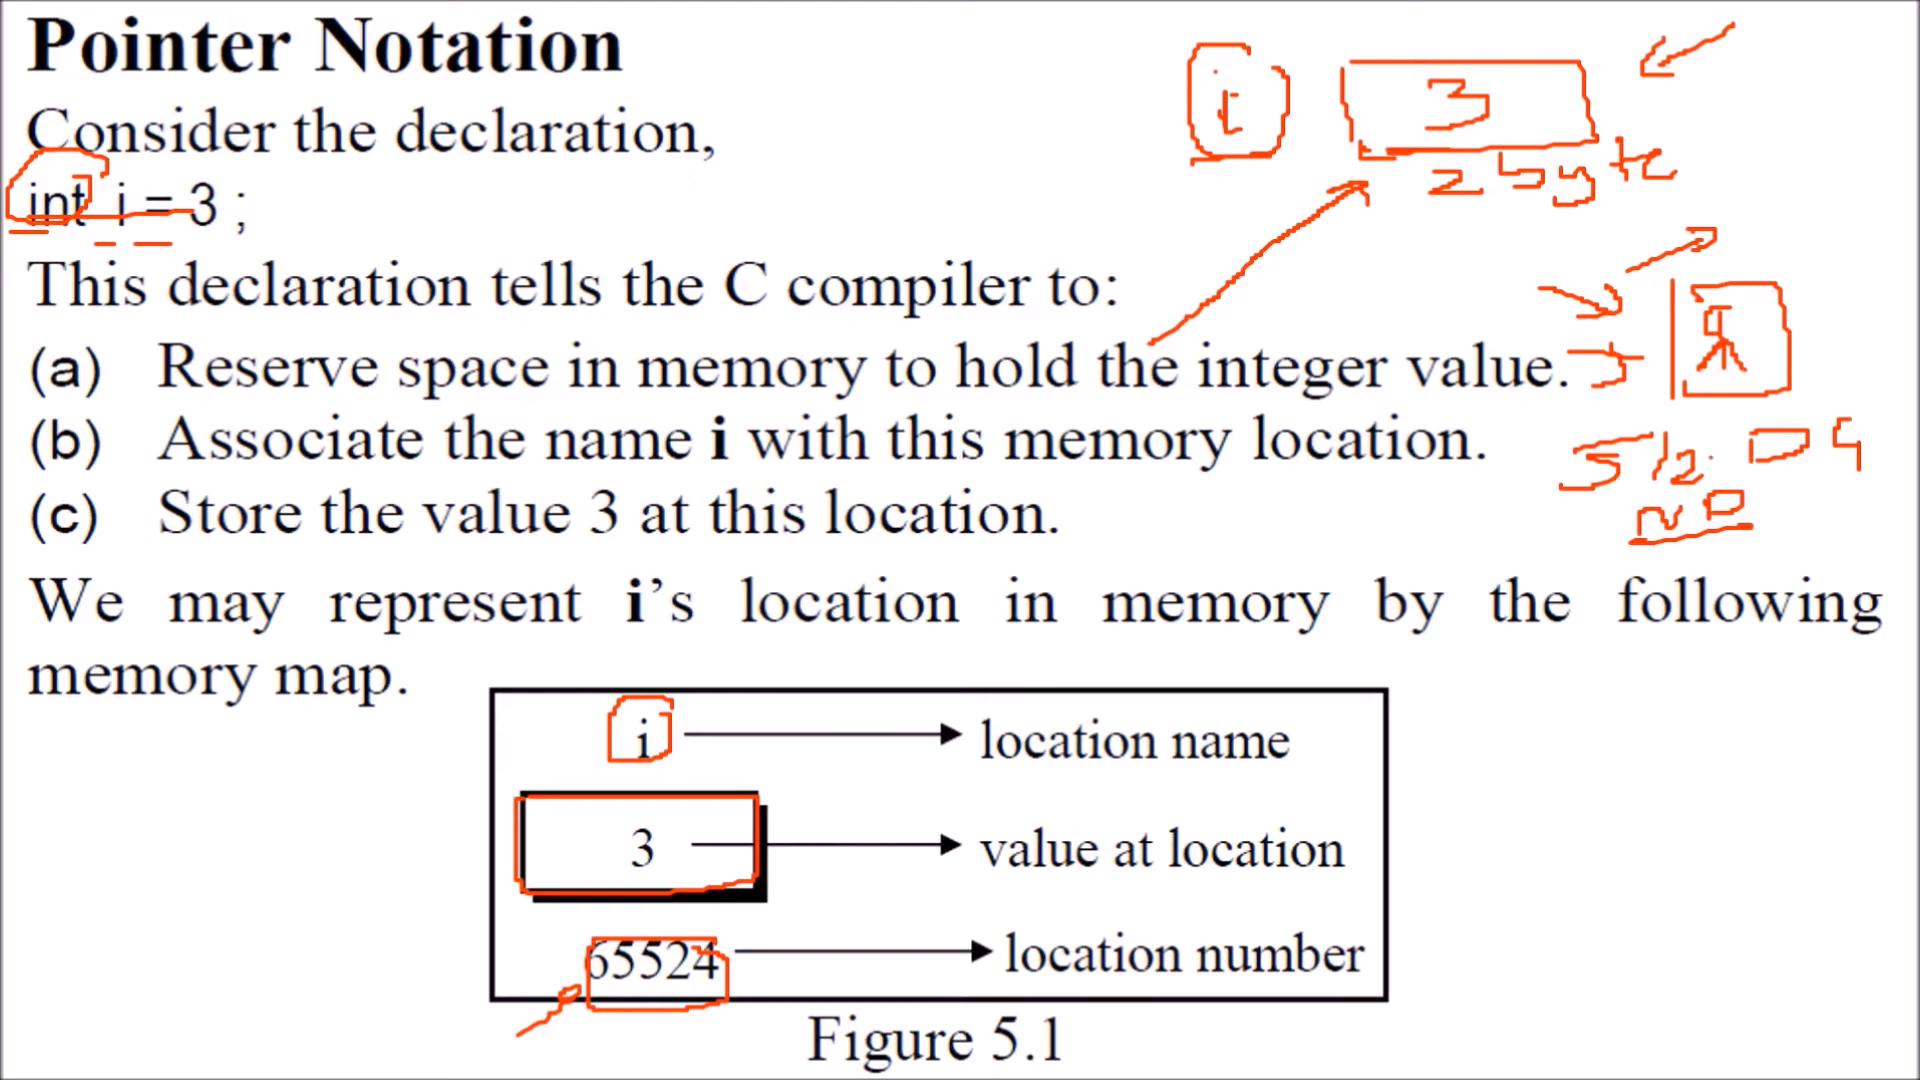 Pointer Notation
Consider the declaration,
int i = 3 ;
This declaration tells the C compiler to:
(a) Reserve space in memory to hold the integer value.
(b) Associate the name i with this memory location.
(c) Store the value 3 at this location.
We may represent i’s location in memory by the following
memory map.
i location name
3 value at location
65524 location number
Figure 5.1
i 3
2 byte